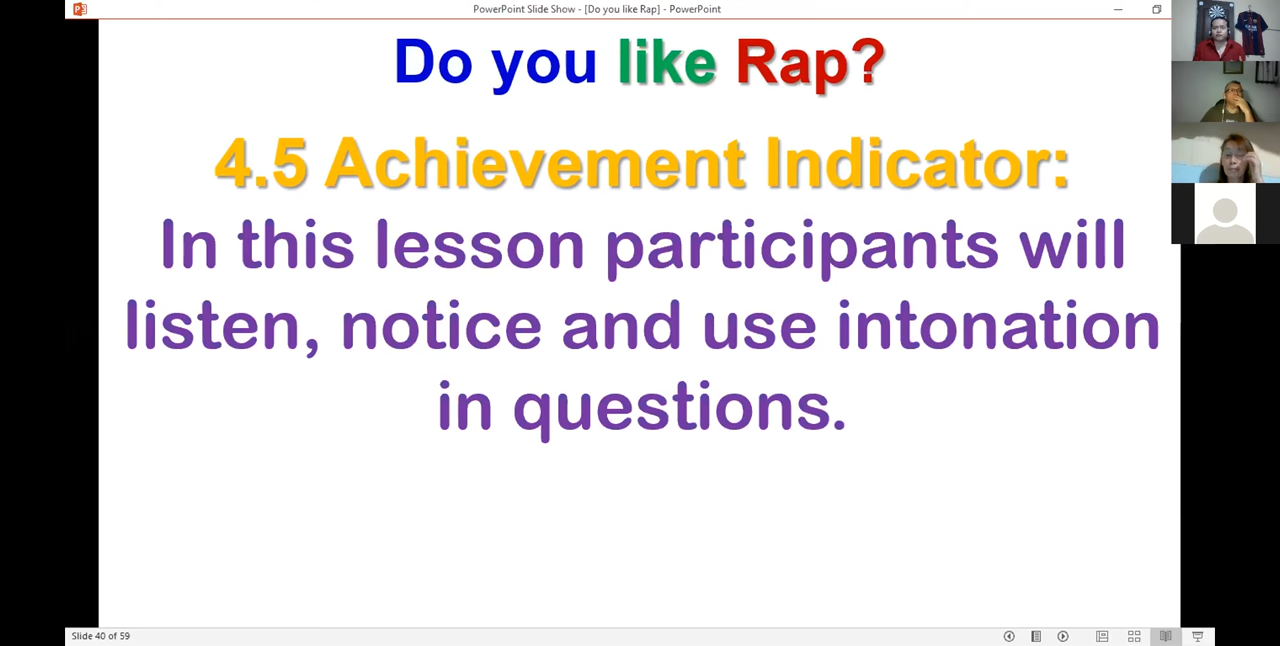 PowerPoint Slide Show - [Do you like Rap] - PowerPoint
Do you like Rap?
4.5 Achievement Indicator:
In this lesson participants will
listen, notice and use intonation
in questions.
Slide 40 of 59